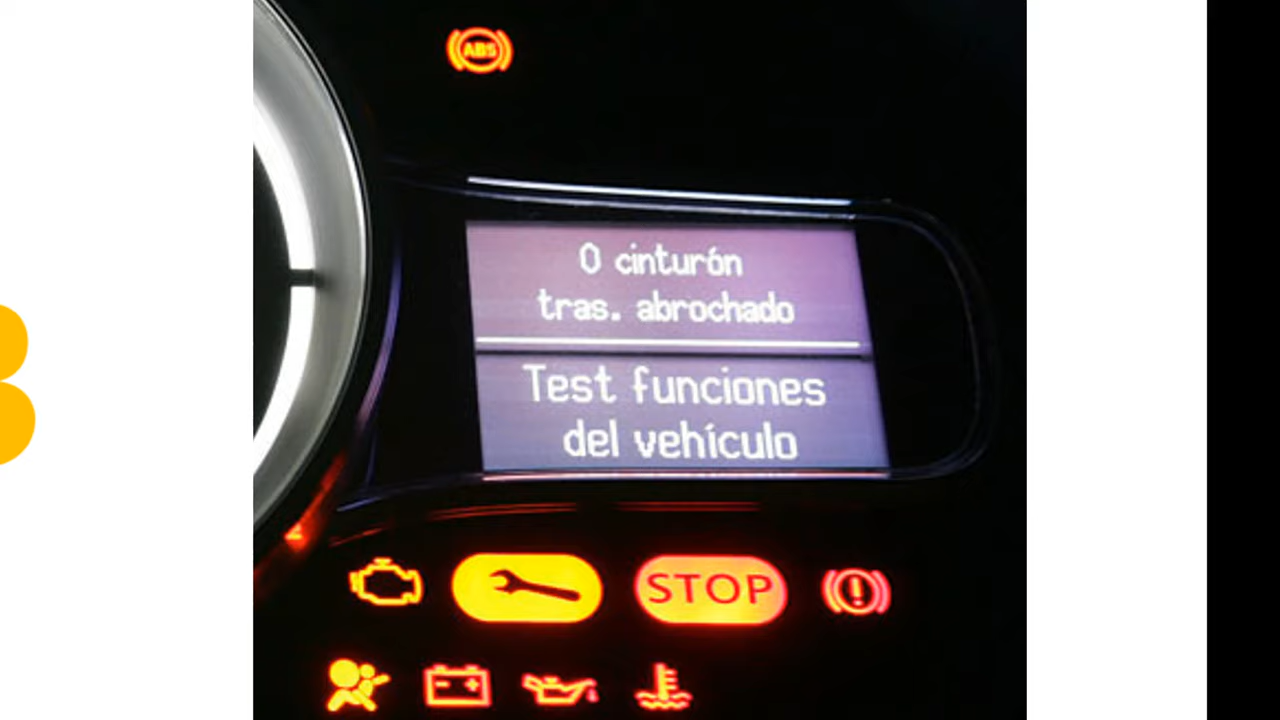 ABS
0 cinturón
tras. abrochado
Test funciones
del vehículo
STOP